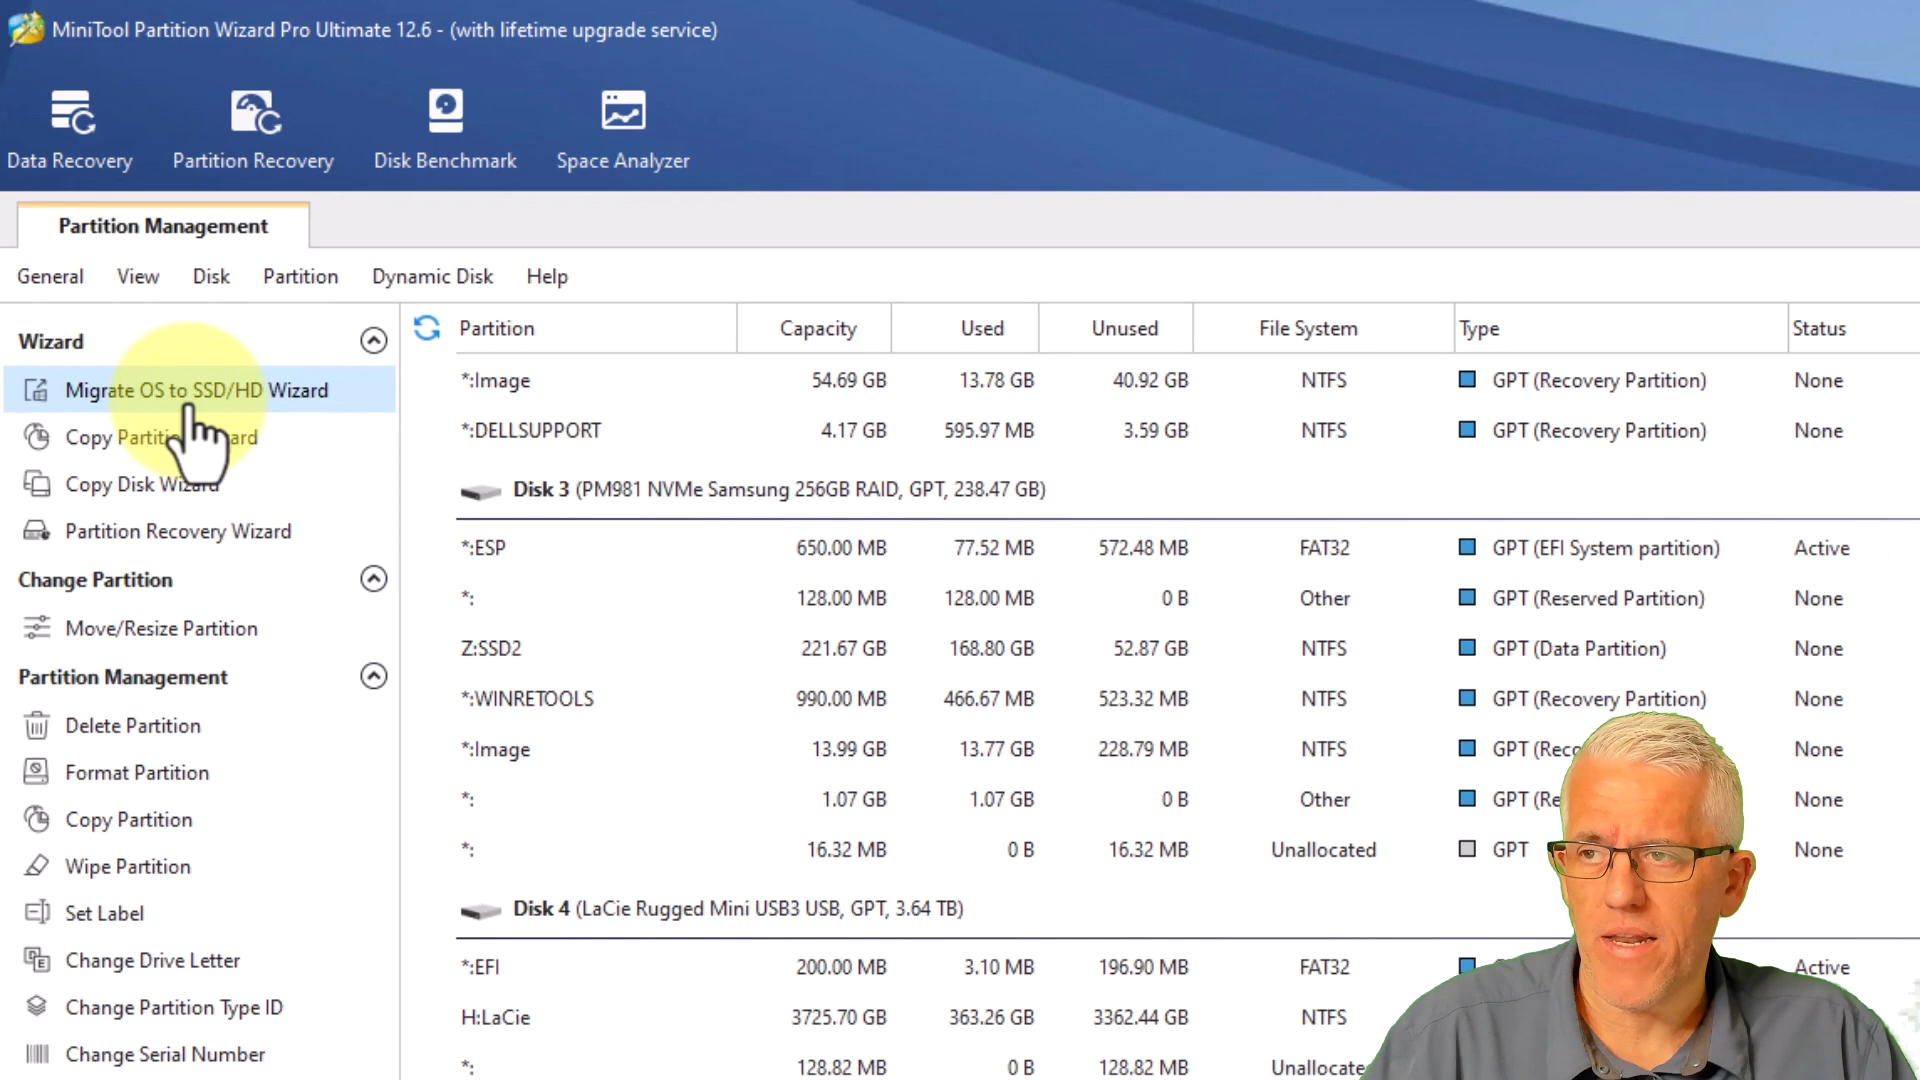 MiniTool Partition Wizard Pro Ultimate 12.6 - (with lifetime upgrade service)
Data Recovery Partition Recovery Disk Benchmark Space Analyzer
Partition Management
General View Disk Partition Dynamic Disk Help
Wizard
Migrate OS to SSD/HD Wizard
Copy Partition Wizard
Copy Disk Wizard
Partition Recovery Wizard
Change Partition
Move/Resize Partition
Partition Management
Delete Partition
Format Partition
Copy Partition
Wipe Partition
Set Label
Change Drive Letter
Change Partition Type ID
Change Serial Number
Partition Capacity Used Unused File System Type Status
*:Image 54.69 GB 13.78 GB 40.92 GB NTFS GPT (Recovery Partition) None
*:DELLSUPPORT 4.17 GB 595.97 MB 3.59 GB NTFS GPT (Recovery Partition) None
Disk 3 (PM981 NVMe Samsung 256GB RAID, GPT, 238.47 GB)
*:ESP 650.00 MB 77.52 MB 572.48 MB FAT32 GPT (EFI System partition) Active
*: 128.00 MB 128.00 MB 0 B Other GPT (Reserved Partition) None
Z:SSD2 221.67 GB 168.80 GB 52.87 GB NTFS GPT (Data Partition) None
*:WINRETOOLS 990.00 MB 466.67 MB 523.32 MB NTFS GPT (Recovery Partition) None
*:Image 13.99 GB 13.77 GB 228.79 MB NTFS GPT (Reco None
*: 1.07 GB 1.07 GB 0 B Other GPT (Re None
*: 16.32 MB 0 B 16.32 MB Unallocated GPT None
Disk 4 (LaCie Rugged Mini USB3 USB, GPT, 3.64 TB)
*:EFI 200.00 MB 3.10 MB 196.90 MB FAT32 Active
H:LaCie 3725.70 GB 363.26 GB 3362.44 GB NTFS
*: 128.82 MB 0 B 128.82 MB Unallocate